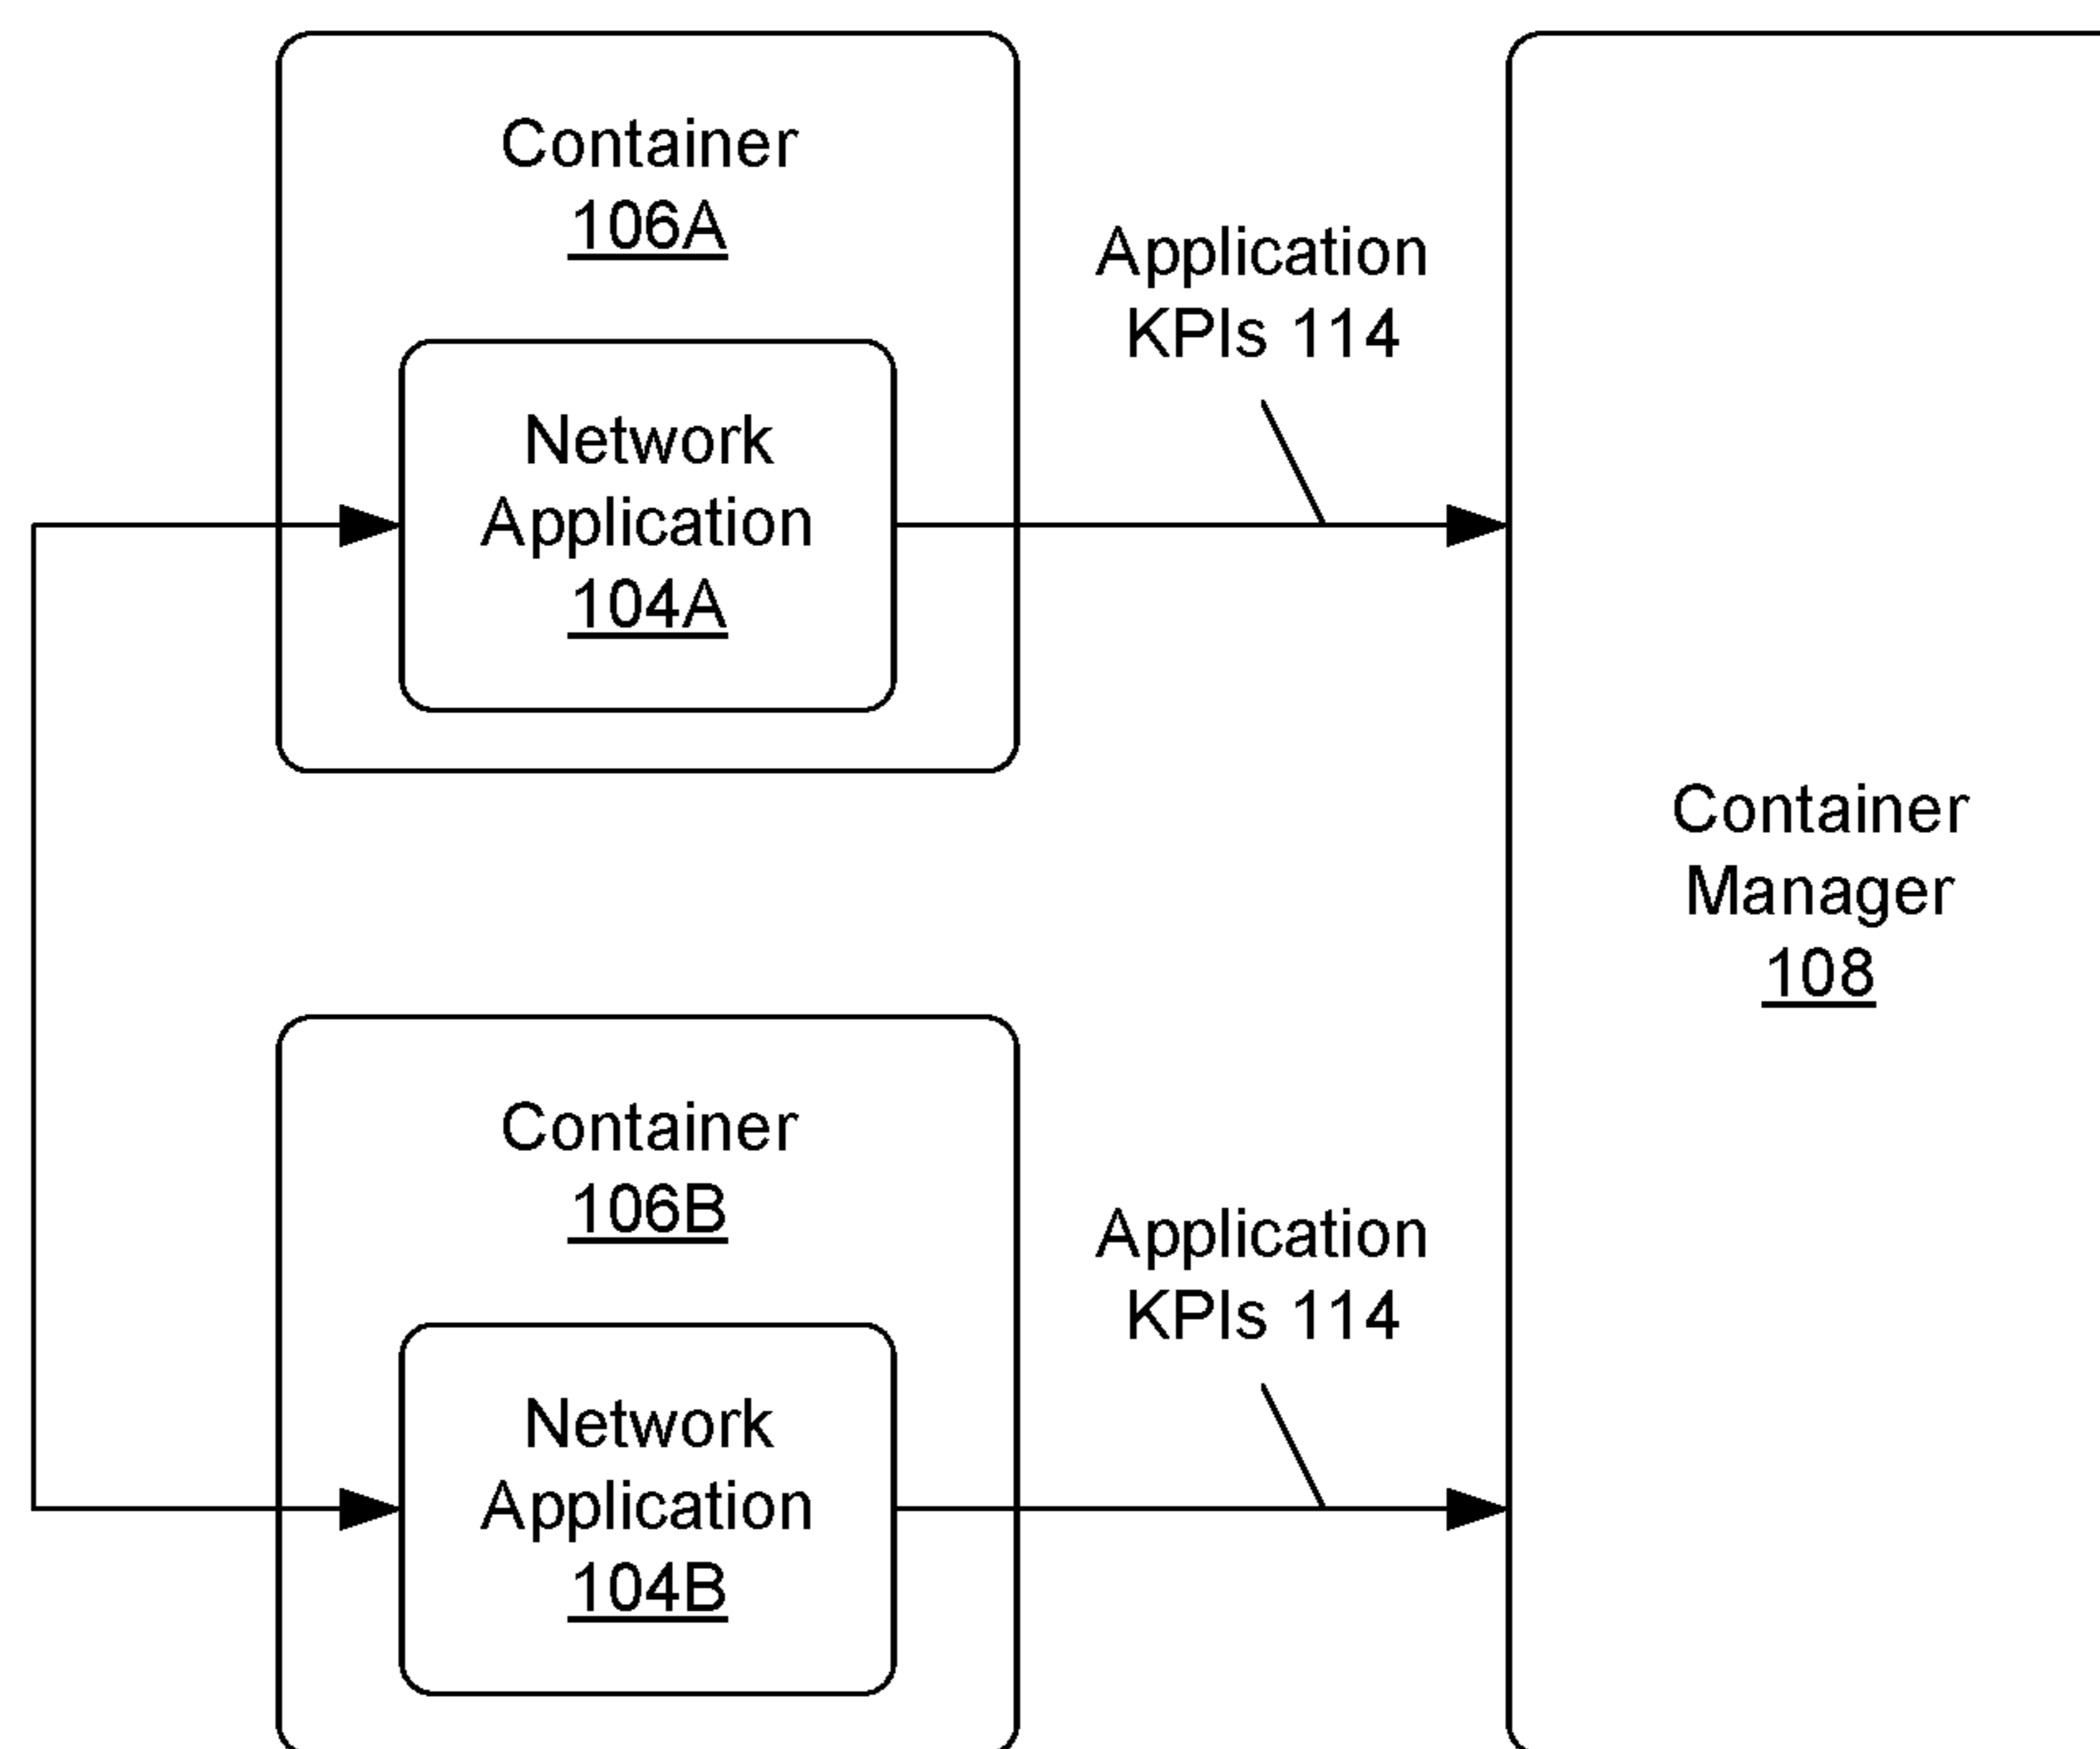 Container
106A
Application
KPIs 114
Network
Application
104A
Container
Manager
108
Container
106B
Application
KPIs 114
Network
Application
104B